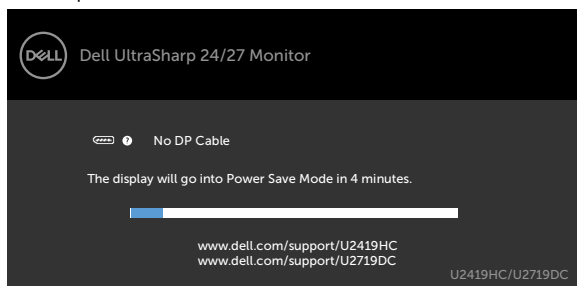 DELL
Dell UltraSharp 24/27 Monitor
? No DP Cable
The display will go into Power Save Mode in 4 minutes.
www.dell.com/support/U2419HC
www.dell.com/support/U2719DC
U2419HC/U2719DC